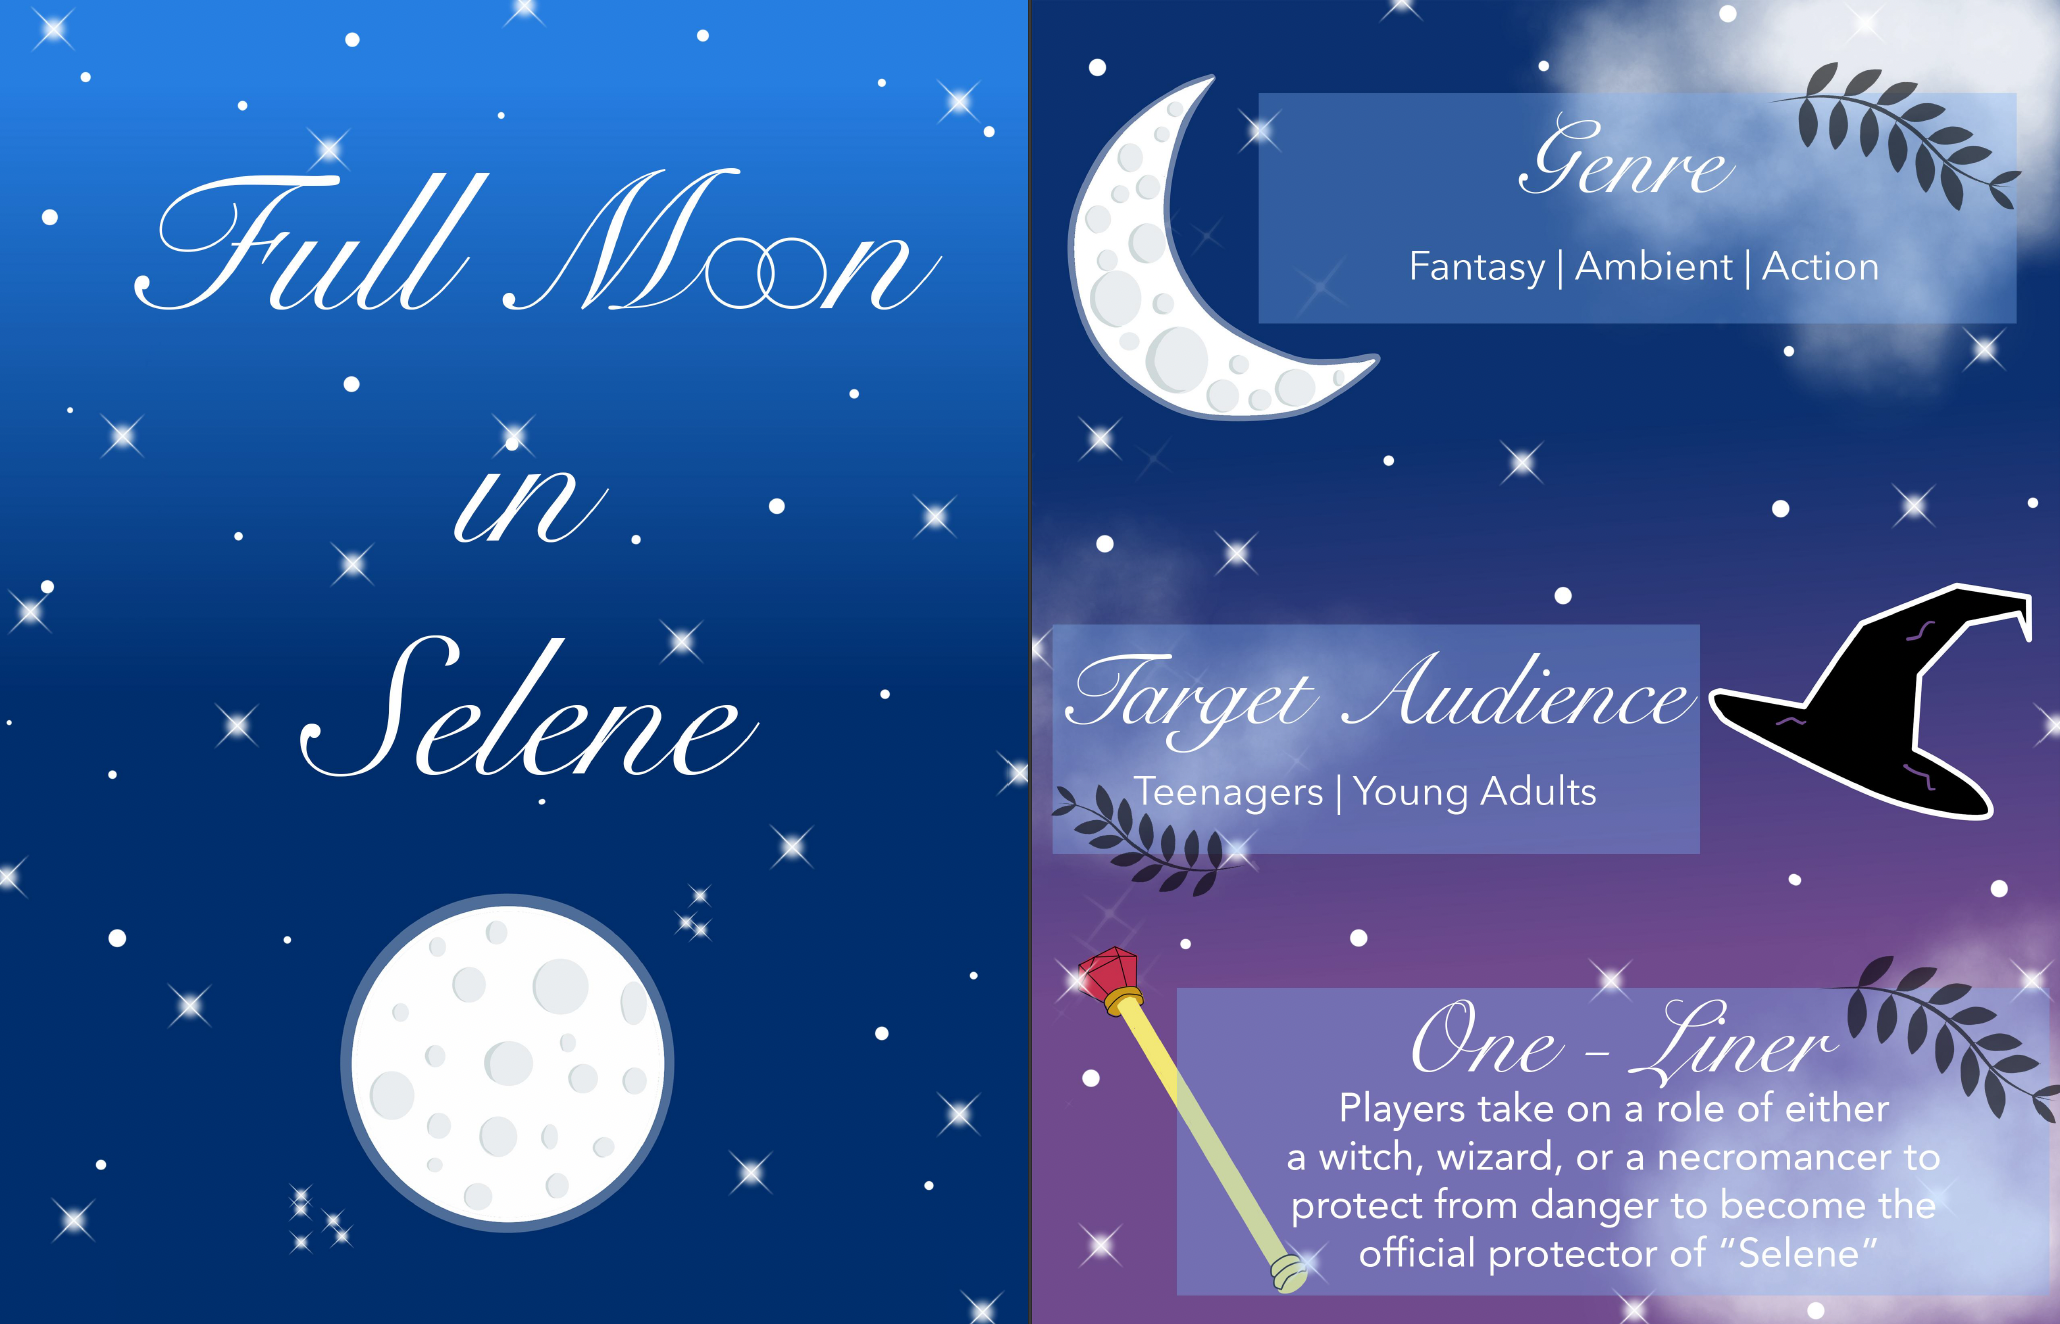 Full Moon
in
Selene
Genre
Fantasy | Ambient | Action
Target Audience
Teenagers | Young Adults
One - Liner
Players take on a role of either
a witch, wizard, or a necromancer to
protect from danger to become the
official protector of “Selene”